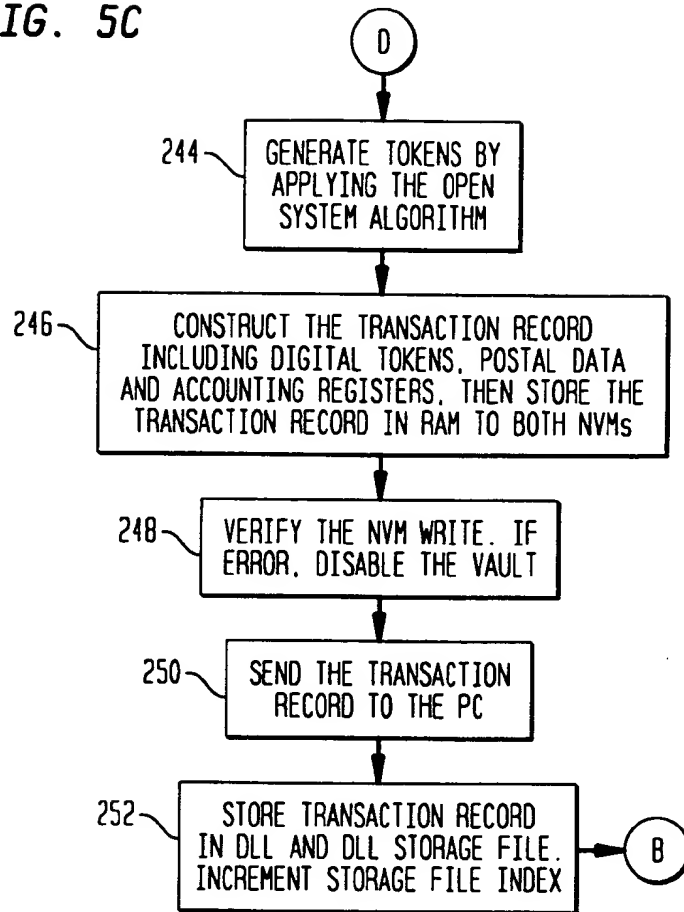 IG. 5C
D
244
GENERATE TOKENS BY
APPLYING THE OPEN
SYSTEM ALGORITHM
246
CONSTRUCT THE TRANSACTION RECORD
INCLUDING DIGITAL TOKENS, POSTAL DATA
AND ACCOUNTING REGISTERS, THEN STORE THE
TRANSACTION RECORD IN RAM TO BOTH NVMs
248
VERIFY THE NVM WRITE. IF
ERROR, DISABLE THE VAULT
250
SEND THE TRANSACTION
RECORD TO THE PC
252
STORE TRANSACTION RECORD
IN DLL AND DLL STORAGE FILE.
INCREMENT STORAGE FILE INDEX
B